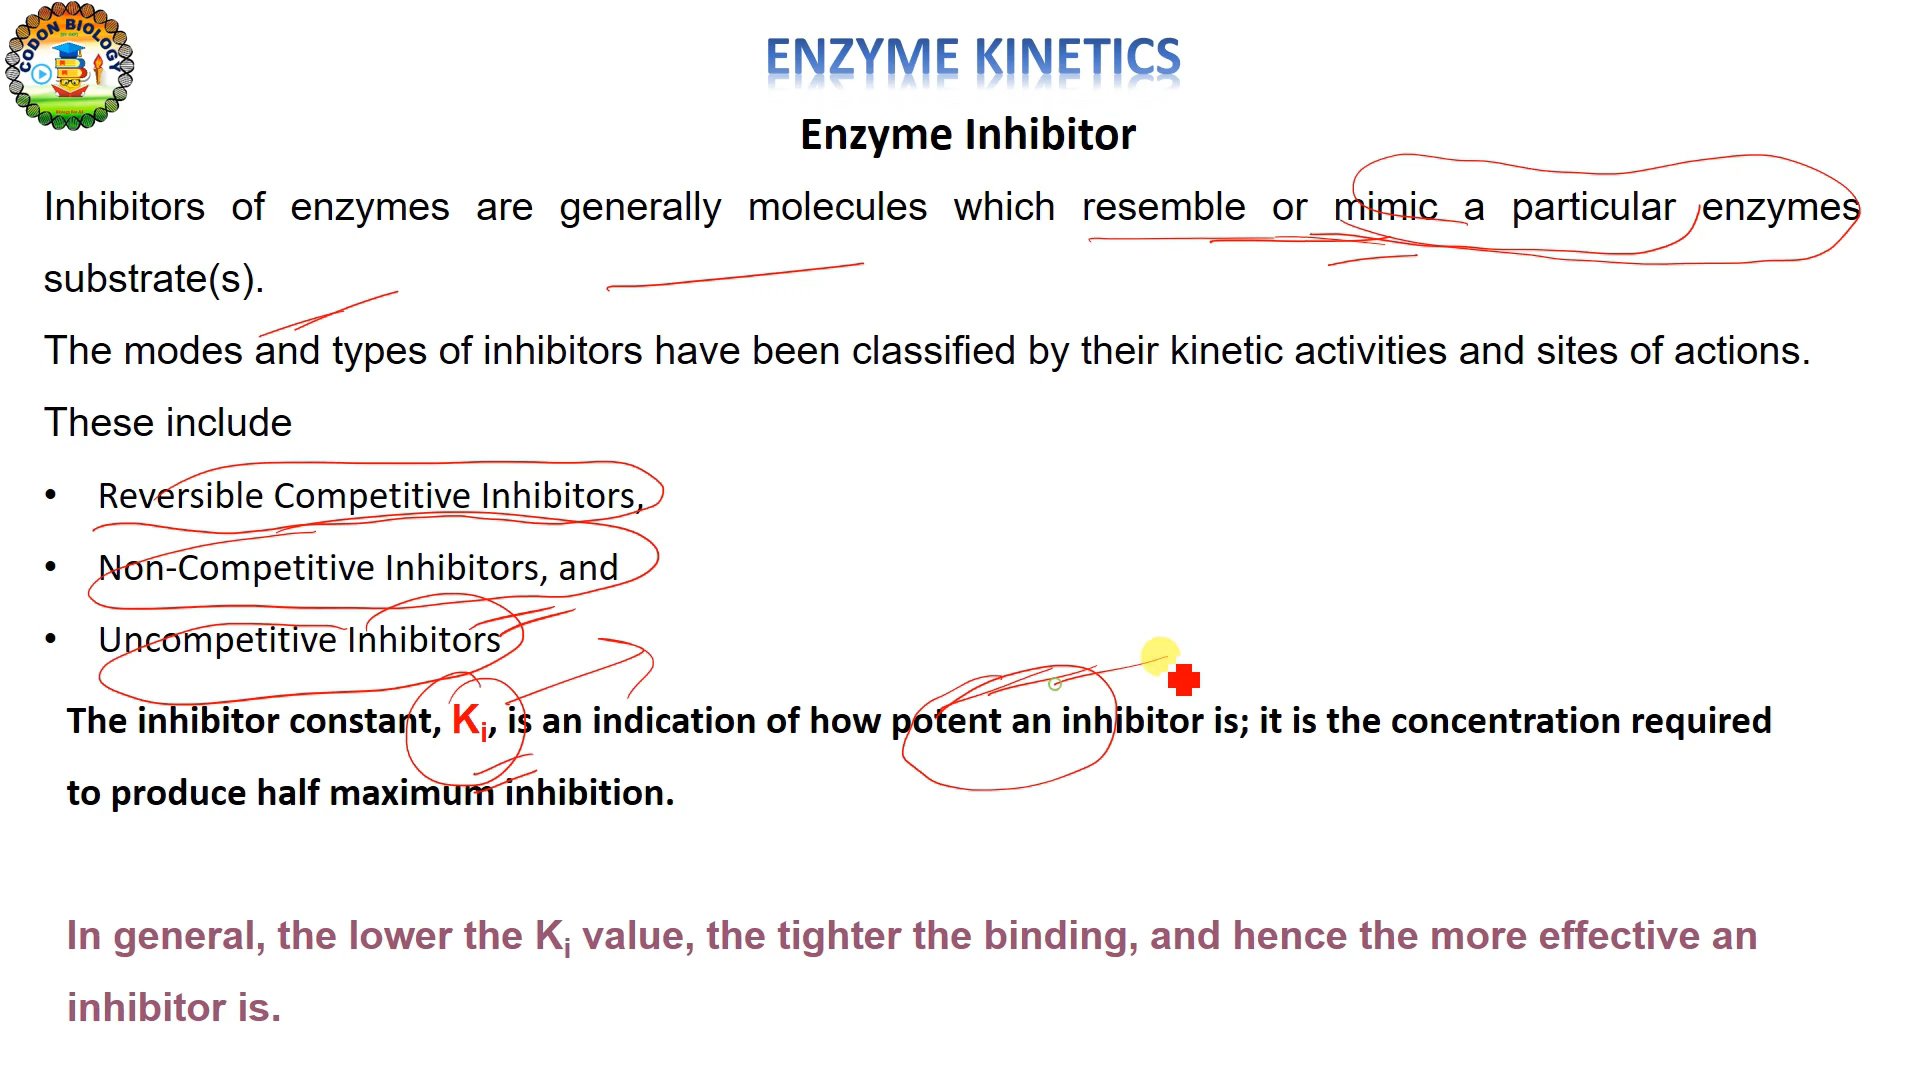 CODON BIOLOGY
ENZYME KINETICS
Enzyme Inhibitor
Inhibitors of enzymes are generally molecules which resemble or mimic a particular enzymes
substrate(s).
The modes and types of inhibitors have been classified by their kinetic activities and sites of actions.
These include
• Reversible Competitive Inhibitors,
• Non-Competitive Inhibitors, and
• Uncompetitive Inhibitors
The inhibitor constant, Ki, is an indication of how potent an inhibitor is; it is the concentration required
to produce half maximum inhibition.
In general, the lower the Ki value, the tighter the binding, and hence the more effective an
inhibitor is.